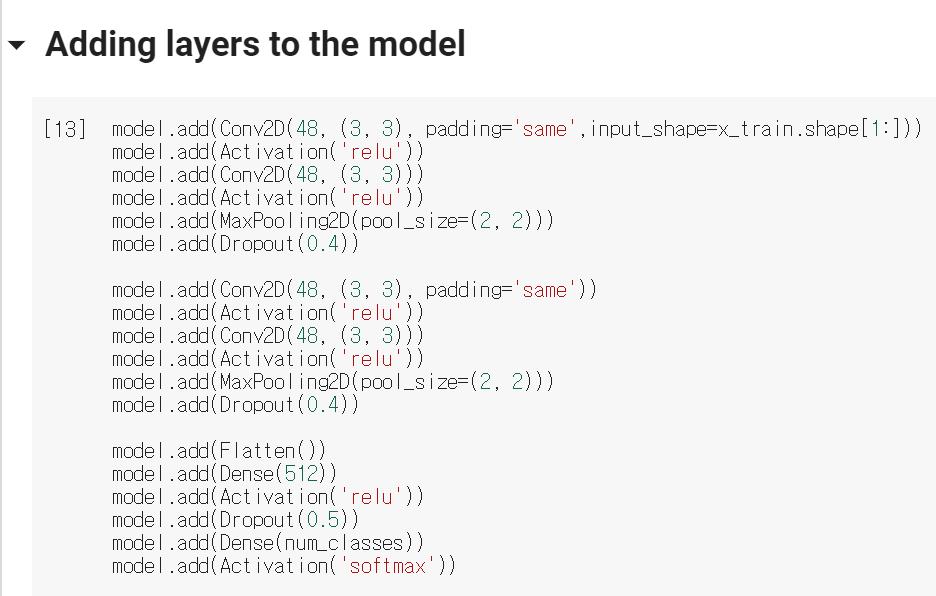 Adding layers to the model
[13] model.add(Conv2D(48, (3, 3), padding='same',input_shape=x_train.shape[1:]))
model.add(Activation('relu'))
model.add(Conv2D(48, (3, 3)))
model.add(Activation('relu'))
model.add(MaxPooling2D(pool_size=(2, 2)))
model.add(Dropout(0.4))
model.add(Conv2D(48, (3, 3), padding='same'))
model.add(Activation('relu'))
model.add(Conv2D(48, (3, 3)))
model.add(Activation('relu'))
model.add(MaxPooling2D(pool_size=(2, 2)))
model.add(Dropout(0.4))
model.add(Flatten())
model.add(Dense(512))
model.add(Activation('relu'))
model.add(Dropout(0.5))
model.add(Dense(num_classes))
model.add(Activation('softmax'))